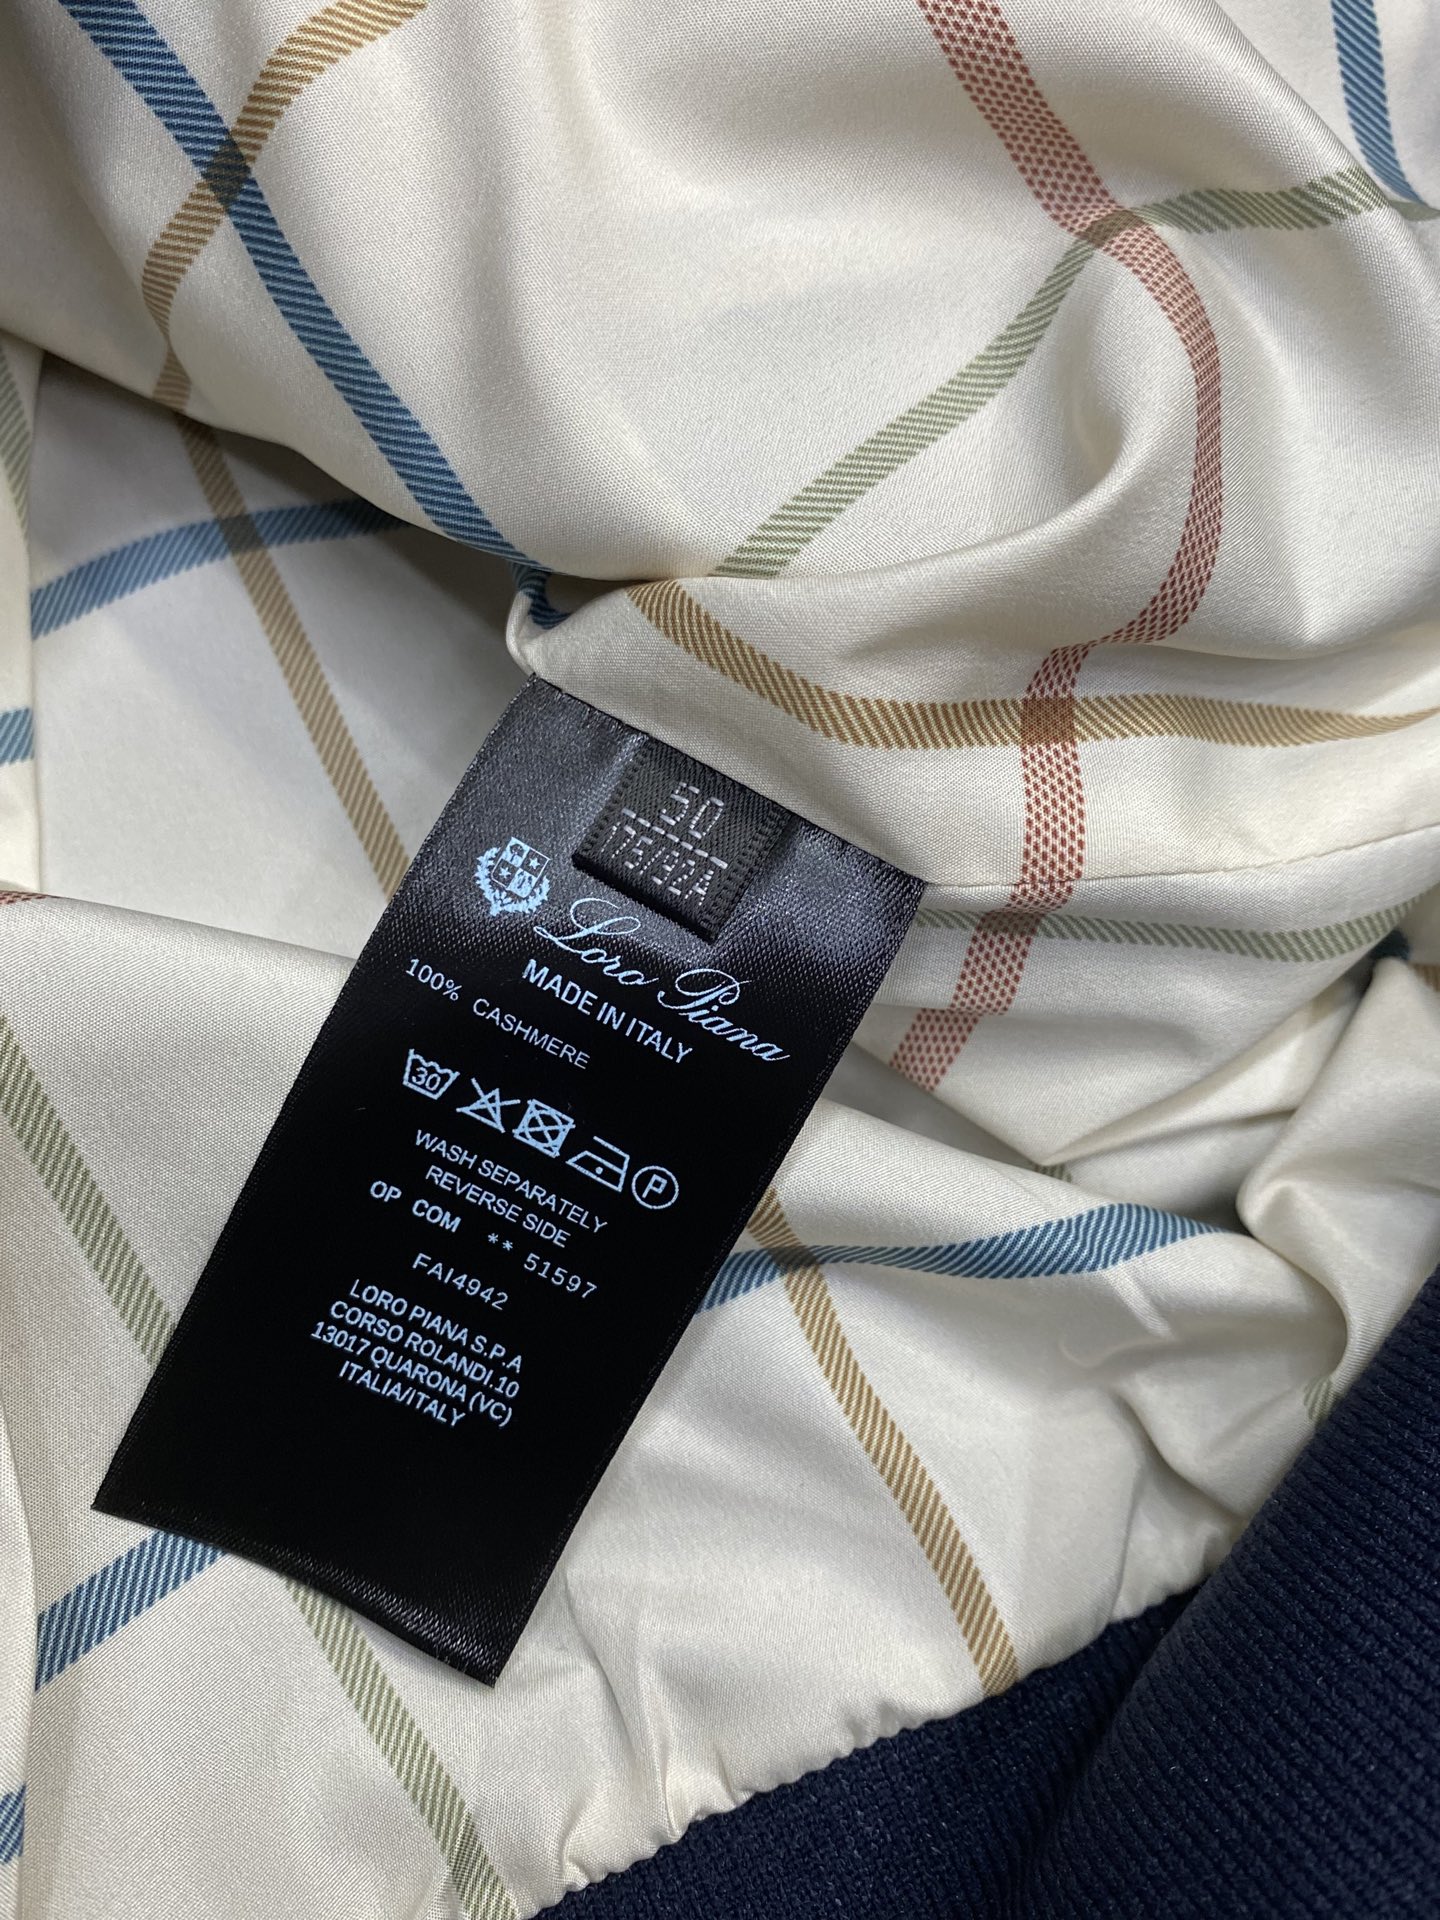 50
175/92A
Loro Piana
MADE IN ITALY
100% CASHMERE
30
P
WASH SEPARATELY
REVERSE SIDE
OP COM ** 51597
FAI4942
LORO PIANA S.P.A
CORSO ROLANDI.10
13017 QUARONA (VC)
ITALIA/ITALY